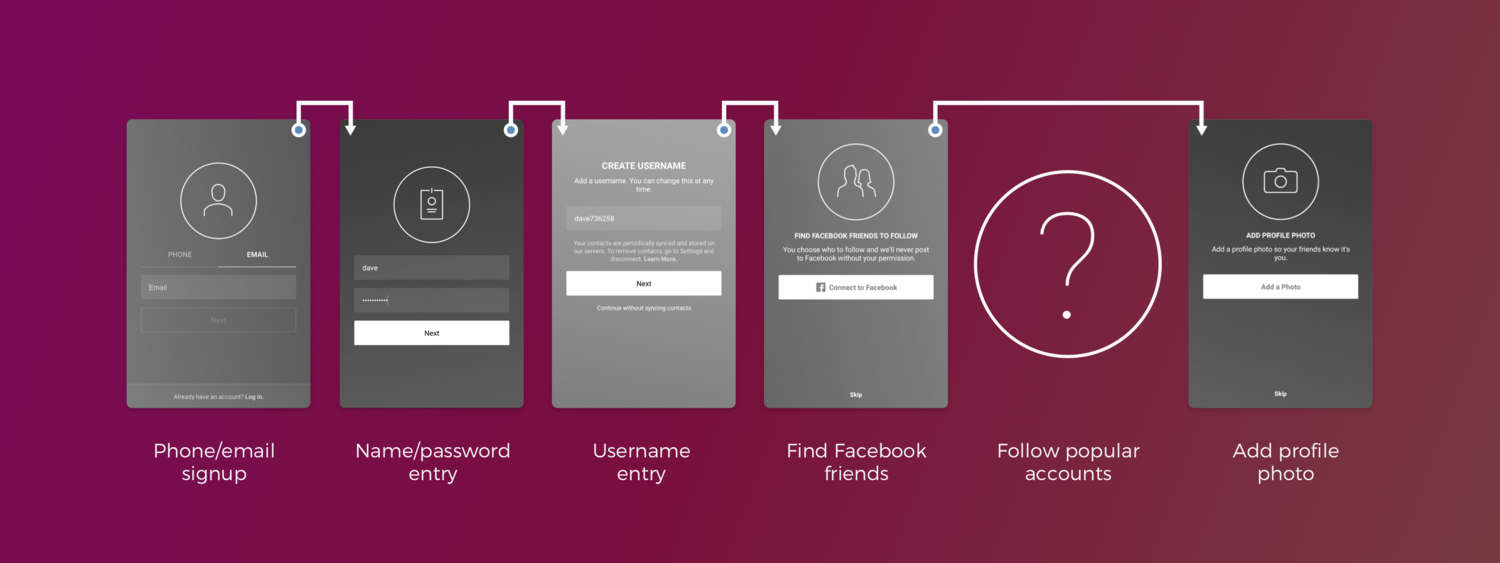 PHONE
EMAIL
Email
Next
Already have an account? Log in.
dave
••••••••••••
Next
CREATE USERNAME
Add a username. You can change this at any
time.
dave736258
Your contacts are periodically synced and stored on
our servers. To remove contacts, go to Settings and
disconnect. Learn More.
Next
Continue without syncing contacts
FIND FACEBOOK FRIENDS TO FOLLOW
You choose who to follow and we'll never post
to Facebook without your permission.
Connect to Facebook
Skip
?
ADD PROFILE PHOTO
Add a profile photo so your friends know it's
you.
Add a Photo
Skip
Phone/email
signup
Name/password
entry
Username
entry
Find Facebook
friends
Follow popular
accounts
Add profile
photo